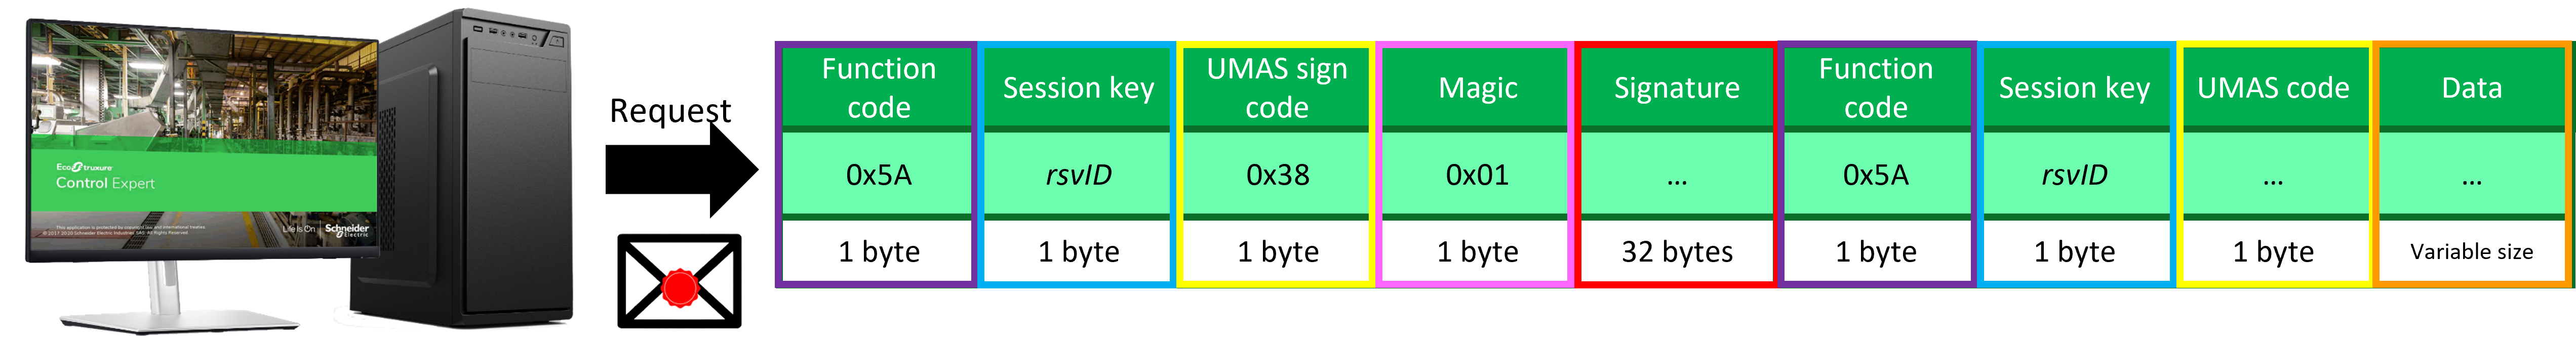 EcoStruxure
Control Expert
This application is protected by copyright law and international treaties
© 2017-2020 Schneider Electric Industries SAS. All Rights Reserved.
Life Is On
Schneider
Electric
Request
Function
code
Session key
UMAS sign
code
Magic
Signature
Function
code
Session key
UMAS code
Data
0x5A
rsvID
0x38
0x01
...
0x5A
rsvID
...
...
1 byte
1 byte
1 byte
1 byte
32 bytes
1 byte
1 byte
1 byte
Variable size